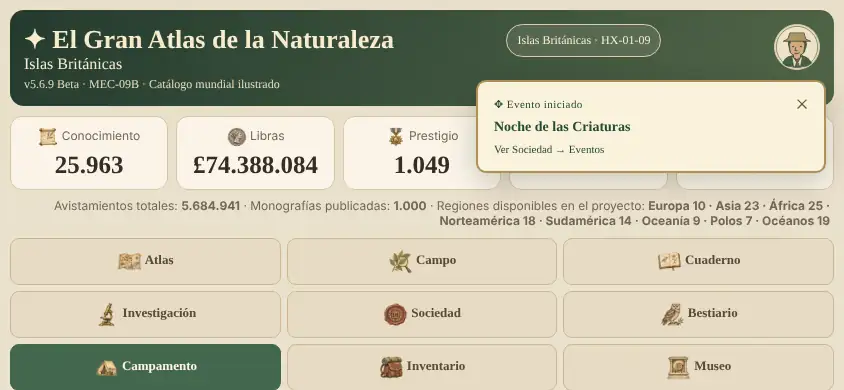 ✦ El Gran Atlas de la Naturaleza
Islas Británicas
v5.6.9 Beta · MEC-09B · Catálogo mundial ilustrado
Islas Británicas · HX-01-09
✥ Evento iniciado
Noche de las Criaturas
Ver Sociedad → Eventos
Conocimiento
25.963
Libras
£74.388.084
Prestigio
1.049
Avistamientos totales: 5.684.941 · Monografías publicadas: 1.000 · Regiones disponibles en el proyecto: Europa 10 · Asia 23 · África 25 ·
Norteamérica 18 · Sudamérica 14 · Oceanía 9 · Polos 7 · Océanos 19
Atlas
Campo
Cuaderno
Investigación
Sociedad
Bestiario
Campamento
Inventario
Museo